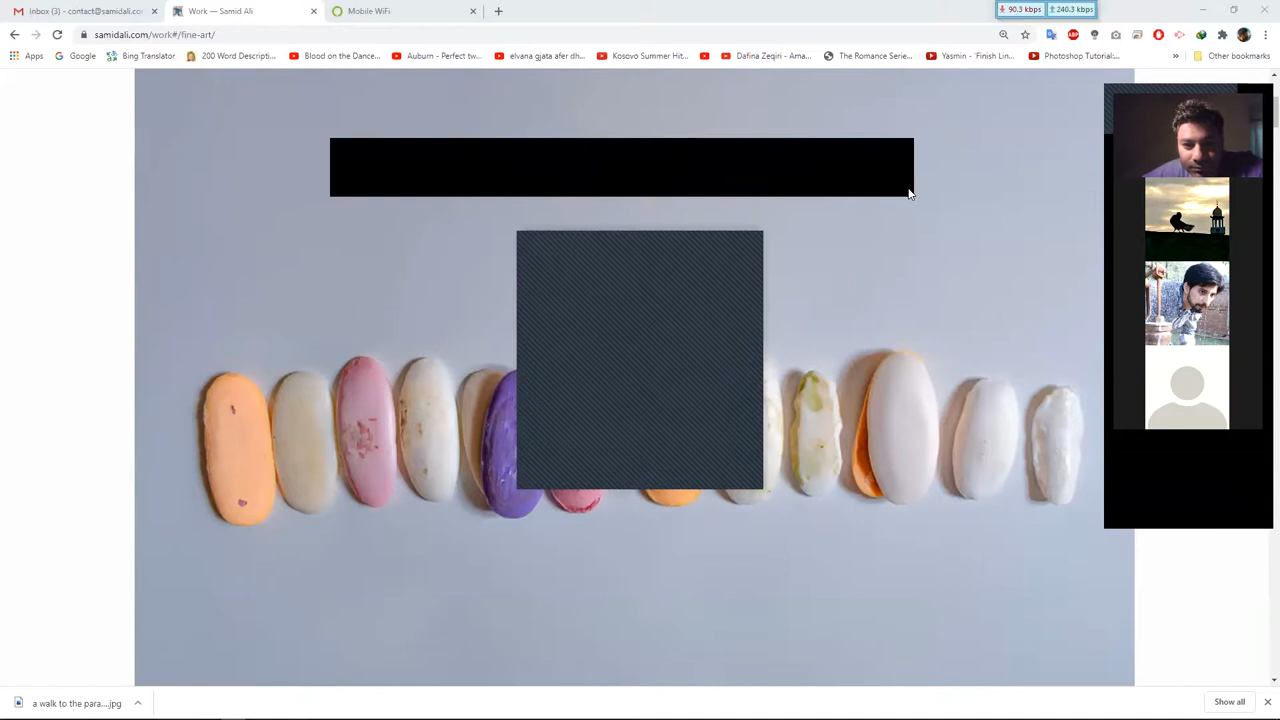 Inbox (3) - contact@samidali.com
Work — Samid Ali
Mobile WiFi
90.3 kbps
240.3 kbps
samidali.com/work#/fine-art/
Apps
Google
Bing Translator
200 Word Descripti...
Blood on the Dance...
Auburn - Perfect tw...
elvana gjata afer dh...
Kosovo Summer Hit...
Dafina Zeqiri - Ama...
The Romance Serie...
Yasmin - 'Finish Lin...
Photoshop Tutorial:...
»
Other bookmarks
a walk to the para....jpg
Show all